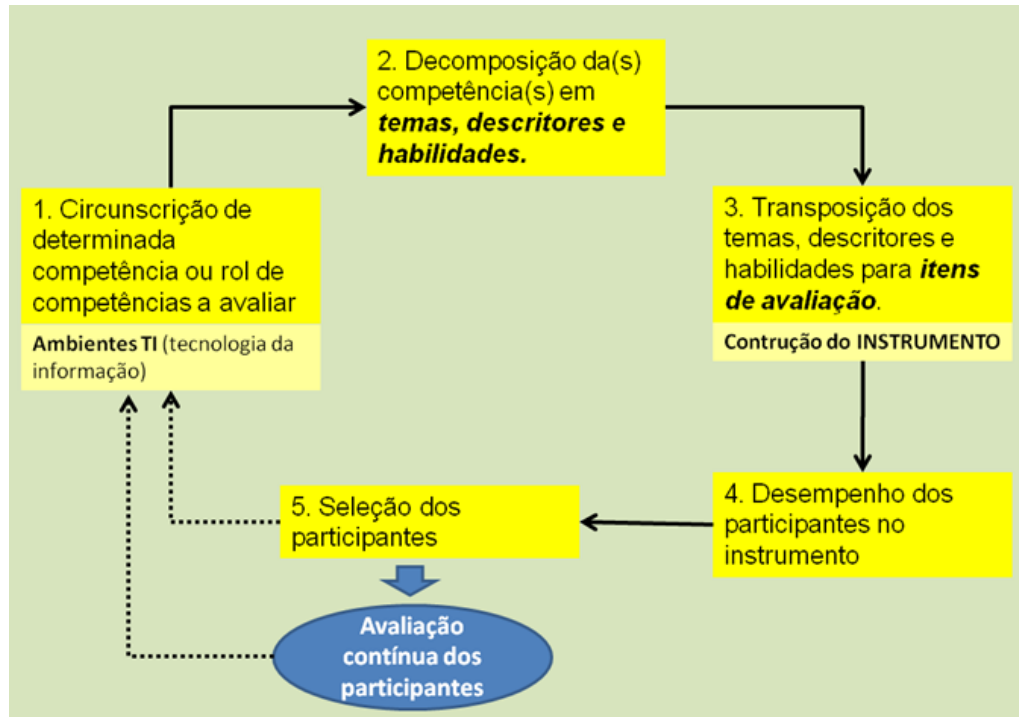 2. Decomposição da(s)
competência(s) em
temas, descritores e
habilidades.
1. Circunscrição de
determinada
competência ou rol de
competências a avaliar
Ambientes TI (tecnologia da
informação)
3. Transposição dos
temas, descritores e
habilidades para itens
de avaliação.
Contrução do INSTRUMENTO
4. Desempenho dos
participantes no
instrumento
5. Seleção dos
participantes
Avaliação
contínua dos
participantes